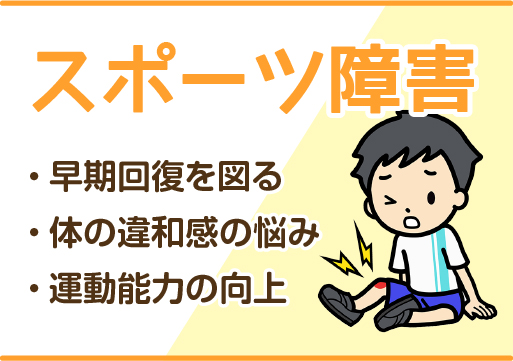 スポーツ障害
・早期回復を図る
・体の違和感の悩み
・運動能力の向上